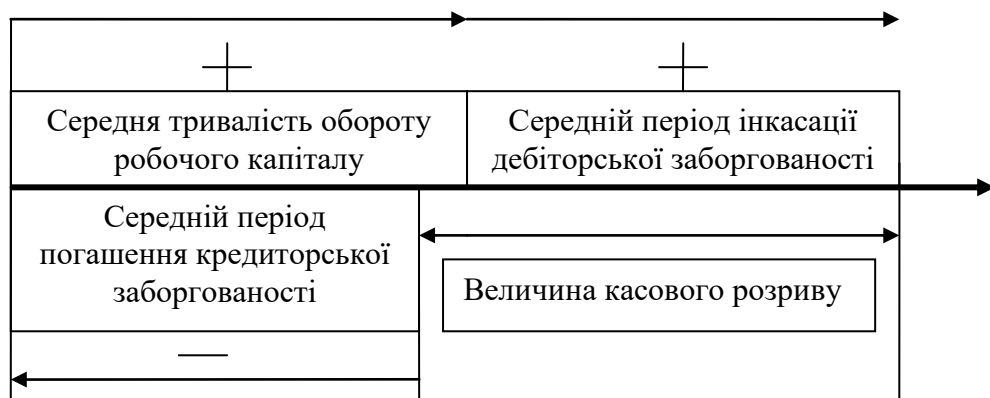 Середня тривалість обороту
робочого капіталу
Середній період інкасації
дебіторської заборгованості
Середній період
погашення кредиторської
заборгованості
Величина касового розриву